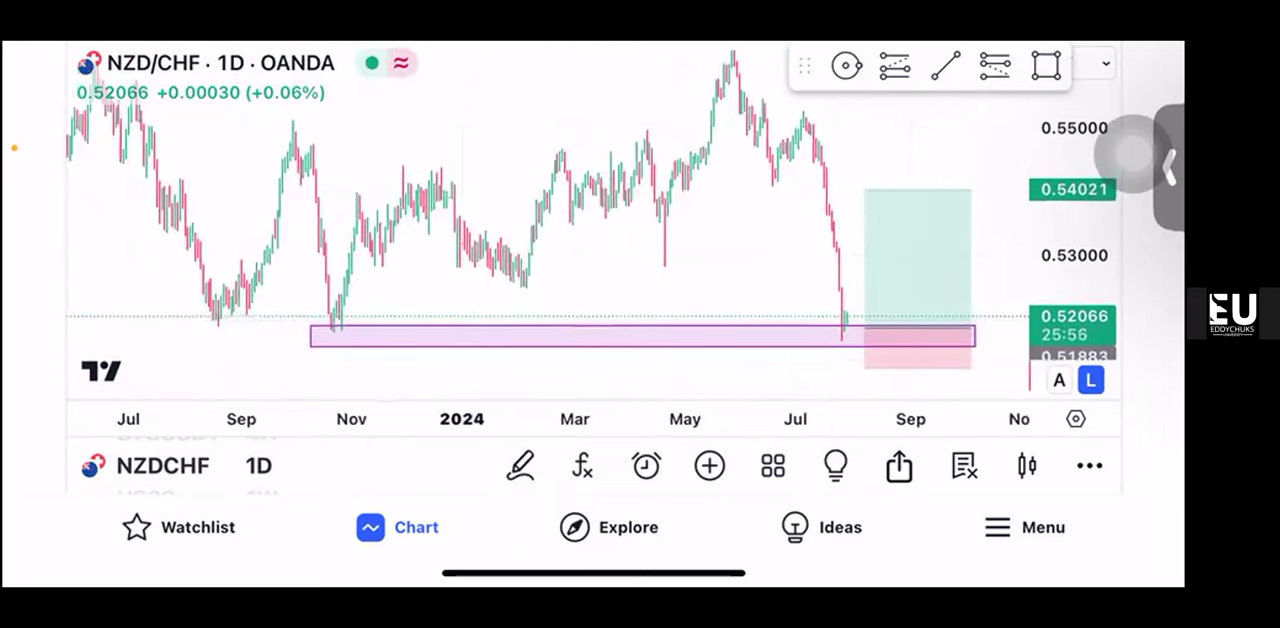 NZD/CHF · 1D · OANDA
0.52066 +0.00030 (+0.06%)
0.55000
0.54021
0.53000
0.52066
25:56
0.51883
A L
Jul Sep Nov 2024 Mar May Jul Sep No
NZDCHF 1D
Watchlist Chart Explore Ideas Menu
EU
EDDYCHUKS
UNIVERSITY